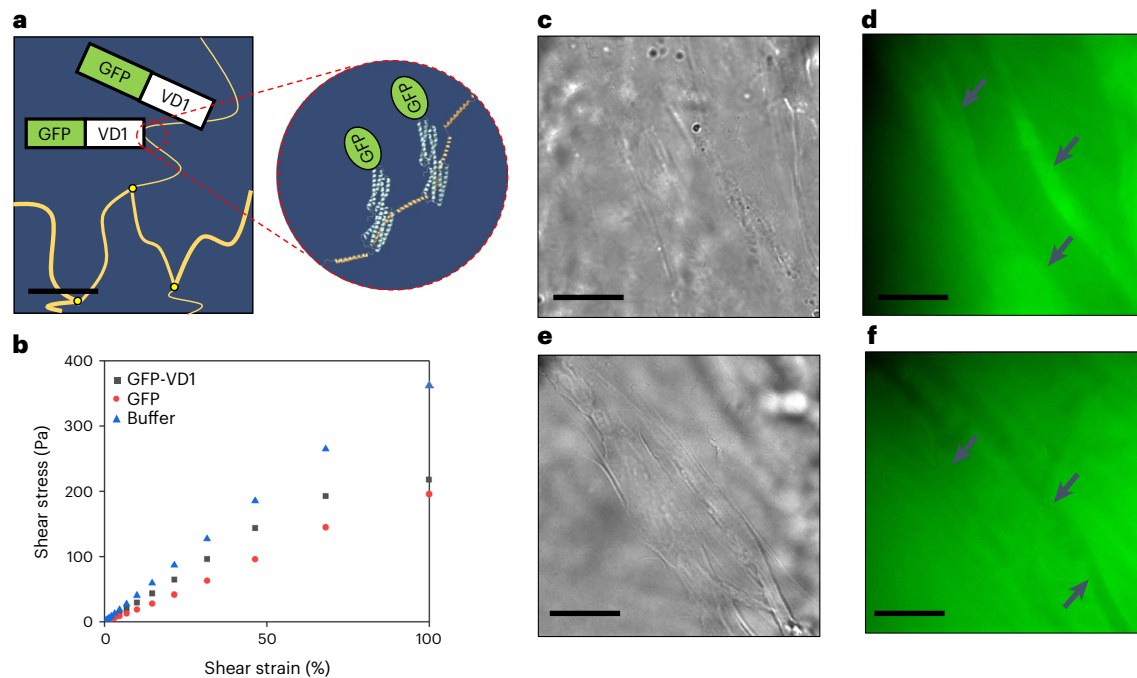 a
GFP VD1
GFP VD1
GFP
GFP
b
400
300
200
100
0
0
50
100
Shear stress (Pa)
Shear strain (%)
GFP-VD1
GFP
Buffer
c
d
e
f